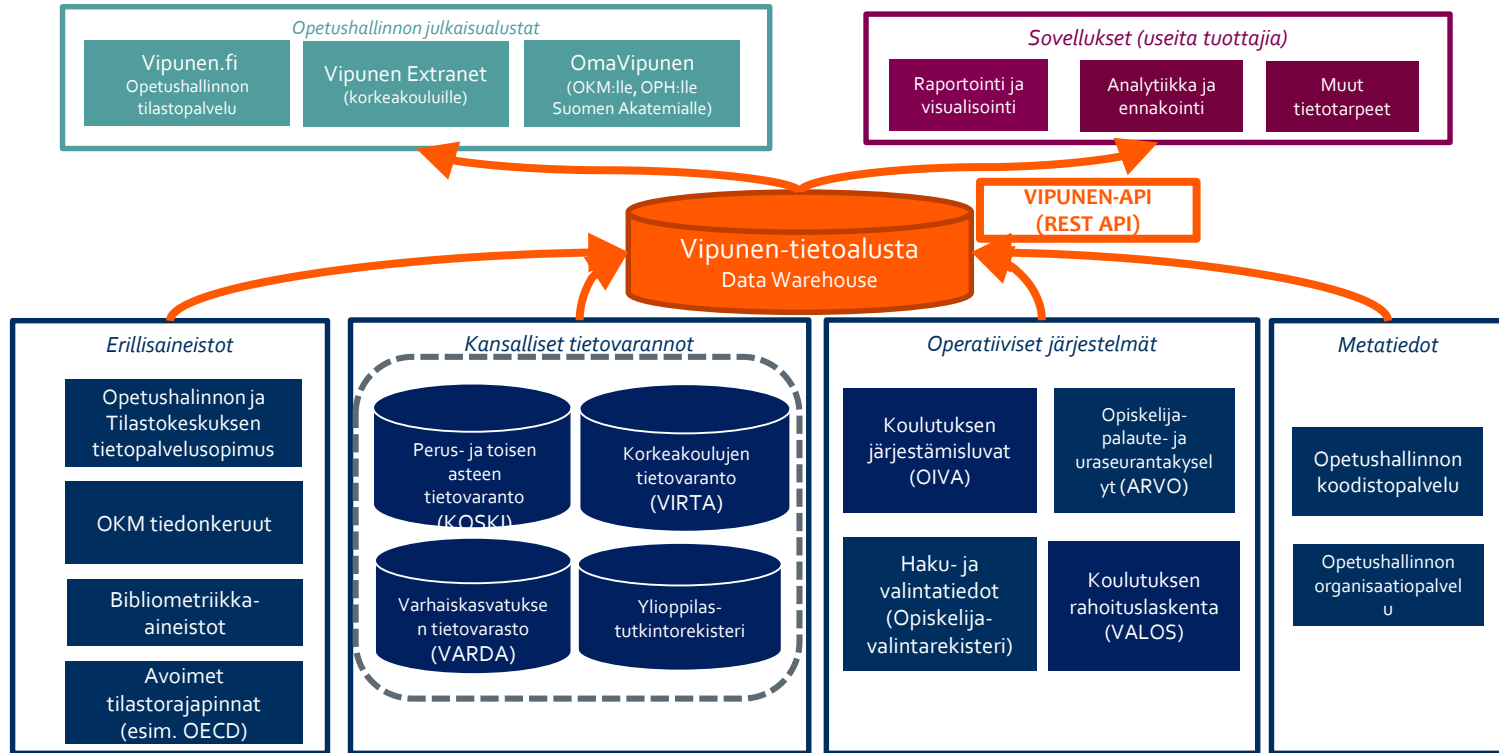 Opetushallinnon julkaisualustat
Vipunen.fi
Opetushallinnon
tilastopalvelu
Vipunen Extranet
(korkeakouluille)
OmaVipunen
(OKM:lle, OPH:lle
Suomen Akatemialle)
Sovellukset (useita tuottajia)
Raportointi ja
visualisointi
Analytiikka ja
ennakointi
Muut
tietotarpeet
VIPUNEN-API
(REST API)
Vipunen-tietoalusta
Data Warehouse
Erillisaineistot
Opetushalinnon ja
Tilastokeskuksen
tietopalvelusopimus
OKM tiedonkeruut
Bibliometriikka-
aineistot
Avoimet
tilastorajapinnat
(esim. OECD)
Kansalliset tietovarannot
Perus- ja toisen
asteen
tietovaranto
(KOSKI)
Korkeakoulujen
tietovaranto
(VIRTA)
Varhaiskasvatukse
n tietovarasto
(VARDA)
Ylioppilas-
tutkintorekisteri
Operatiiviset järjestelmät
Koulutuksen
järjestämisluvat
(OIVA)
Opiskelija-
palaute- ja
uraseurantakysel
yt (ARVO)
Haku- ja
valintatiedot
(Opiskelija-
valintarekisteri)
Koulutuksen
rahoituslaskenta
(VALOS)
Metatiedot
Opetushallinnon
koodistopalvelu
Opetushallinnon
organisaatiopalvel
u